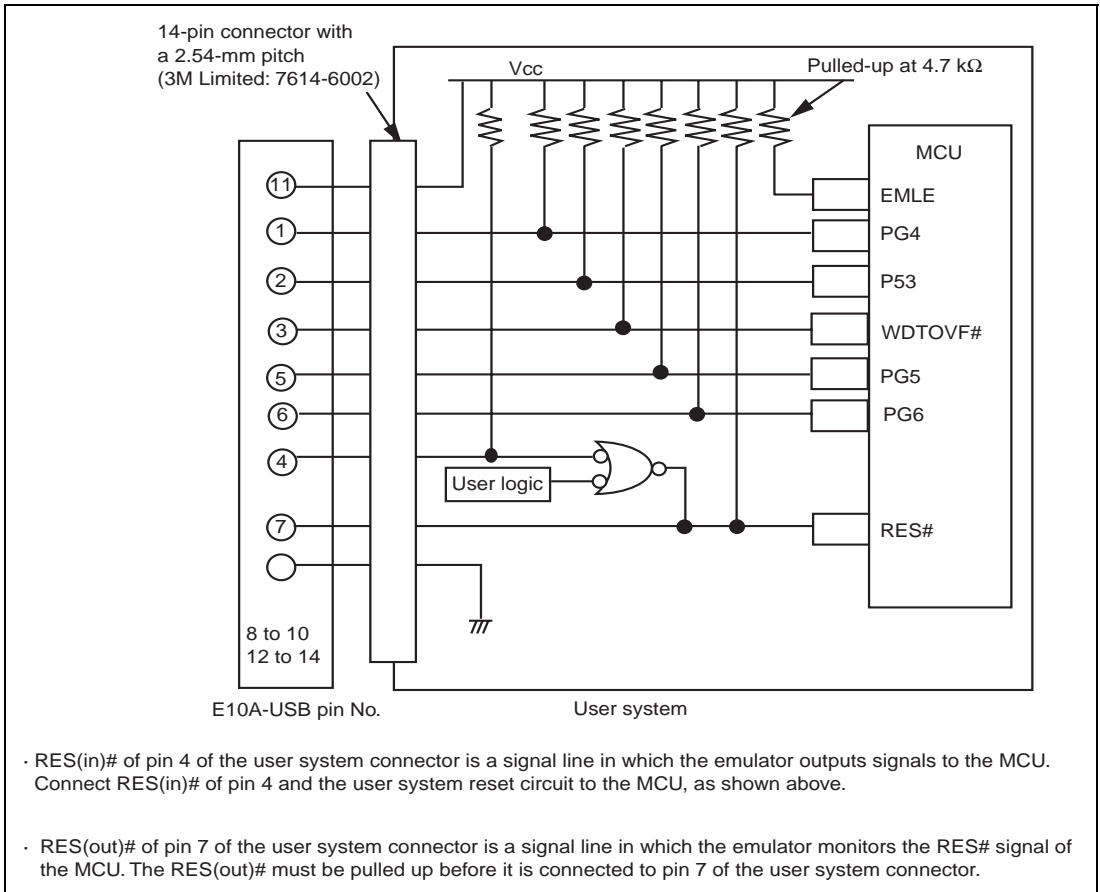 14-pin connector with
a 2.54-mm pitch
(3M Limited: 7614-6002)
Vcc
Pulled-up at 4.7 kΩ
MCU
11
EMLE
1
PG4
2
P53
3
WDTOVF#
5
PG5
6
PG6
4
User logic
7
RES#
8 to 10
12 to 14
E10A-USB pin No.
User system
· RES(in)# of pin 4 of the user system connector is a signal line in which the emulator outputs signals to the MCU.
Connect RES(in)# of pin 4 and the user system reset circuit to the MCU, as shown above.
· RES(out)# of pin 7 of the user system connector is a signal line in which the emulator monitors the RES# signal of
the MCU. The RES(out)# must be pulled up before it is connected to pin 7 of the user system connector.